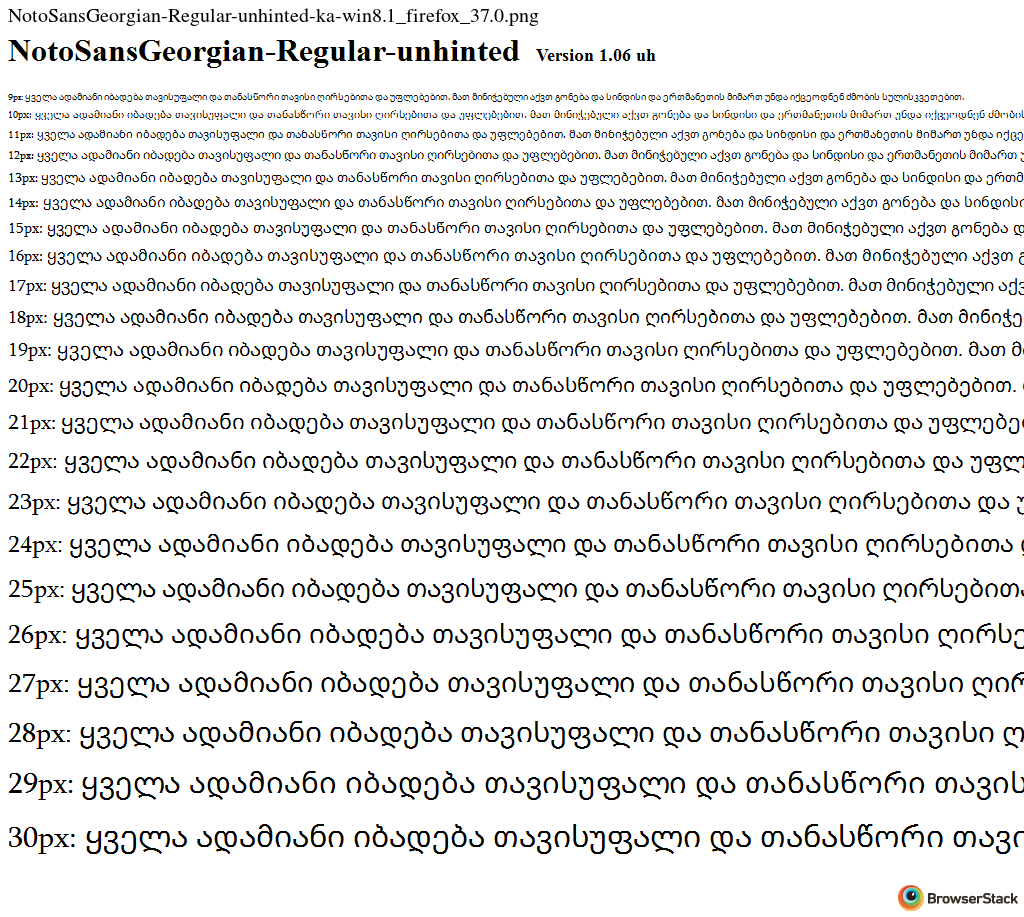 NotoSansGeorgian-Regular-unhinted-ka-win8.1_firefox_37.0.png
NotoSansGeorgian-Regular-unhinted Version 1.06 uh
9px: ყველა ადამიანი იბადება თავისუფალი და თანასწორი თავისი ღირსებითა და უფლებებით. მათ მინიჭებული აქვთ გონება და სინდისი და ერთმანეთის მიმართ უნდა იქცეოდნენ ძმობის სულისკვეთებით.
10px: ყველა ადამიანი იბადება თავისუფალი და თანასწორი თავისი ღირსებითა და უფლებებით. მათ მინიჭებული აქვთ გონება და სინდისი და ერთმანეთის მიმართ უნდა იქცეოდნენ ძმობის
11px: ყველა ადამიანი იბადება თავისუფალი და თანასწორი თავისი ღირსებითა და უფლებებით. მათ მინიჭებული აქვთ გონება და სინდისი და ერთმანეთის მიმართ უნდა იქცე
12px: ყველა ადამიანი იბადება თავისუფალი და თანასწორი თავისი ღირსებითა და უფლებებით. მათ მინიჭებული აქვთ გონება და სინდისი და ერთმანეთის მიმართ
13px: ყველა ადამიანი იბადება თავისუფალი და თანასწორი თავისი ღირსებითა და უფლებებით. მათ მინიჭებული აქვთ გონება და სინდისი და ერთმ
14px: ყველა ადამიანი იბადება თავისუფალი და თანასწორი თავისი ღირსებითა და უფლებებით. მათ მინიჭებული აქვთ გონება და სინდისი
15px: ყველა ადამიანი იბადება თავისუფალი და თანასწორი თავისი ღირსებითა და უფლებებით. მათ მინიჭებული აქვთ გონება დ
16px: ყველა ადამიანი იბადება თავისუფალი და თანასწორი თავისი ღირსებითა და უფლებებით. მათ მინიჭებული აქვთ გ
17px: ყველა ადამიანი იბადება თავისუფალი და თანასწორი თავისი ღირსებითა და უფლებებით. მათ მინიჭებული აქვ
18px: ყველა ადამიანი იბადება თავისუფალი და თანასწორი თავისი ღირსებითა და უფლებებით. მათ მინიჭე
19px: ყველა ადამიანი იბადება თავისუფალი და თანასწორი თავისი ღირსებითა და უფლებებით. მათ მი
20px: ყველა ადამიანი იბადება თავისუფალი და თანასწორი თავისი ღირსებითა და უფლებებით.
21px: ყველა ადამიანი იბადება თავისუფალი და თანასწორი თავისი ღირსებითა და უფლებე
22px: ყველა ადამიანი იბადება თავისუფალი და თანასწორი თავისი ღირსებითა და უფლ
23px: ყველა ადამიანი იბადება თავისუფალი და თანასწორი თავისი ღირსებითა და უ
24px: ყველა ადამიანი იბადება თავისუფალი და თანასწორი თავისი ღირსებითა
25px: ყველა ადამიანი იბადება თავისუფალი და თანასწორი თავისი ღირსებითა
26px: ყველა ადამიანი იბადება თავისუფალი და თანასწორი თავისი ღირსე
27px: ყველა ადამიანი იბადება თავისუფალი და თანასწორი თავისი ღირ
28px: ყველა ადამიანი იბადება თავისუფალი და თანასწორი თავისი ღ
29px: ყველა ადამიანი იბადება თავისუფალი და თანასწორი თავის
30px: ყველა ადამიანი იბადება თავისუფალი და თანასწორი თავი
BrowserStack